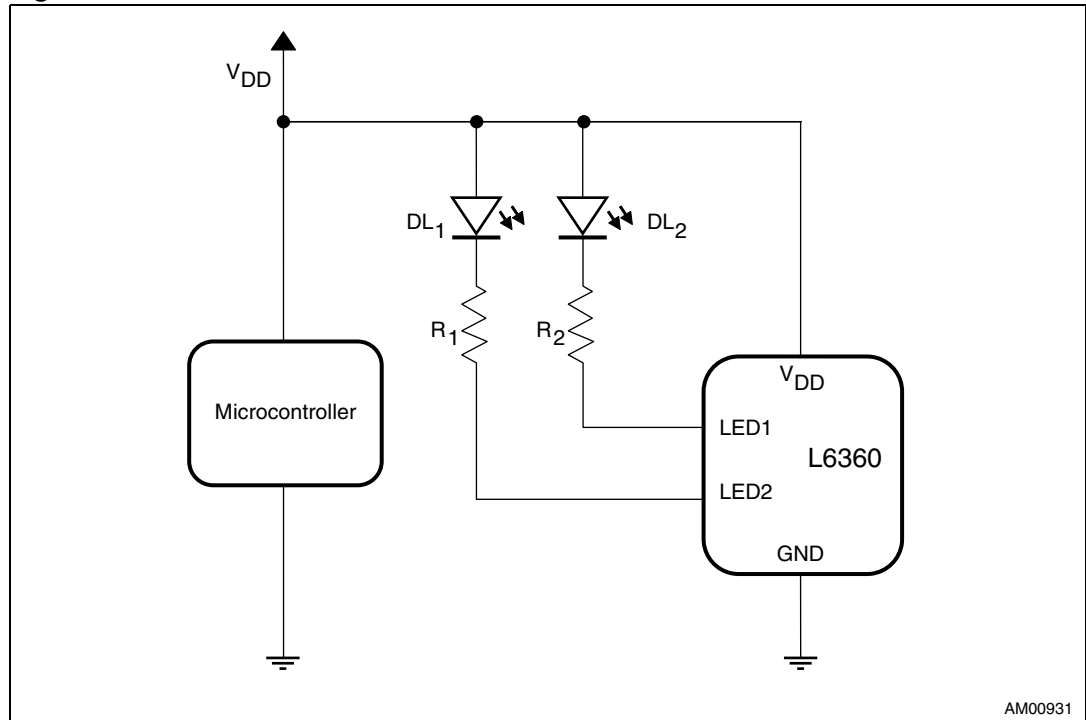 VDD
DL1
DL2
R1
R2
Microcontroller
VDD
LED1
L6360
LED2
GND
AM00931